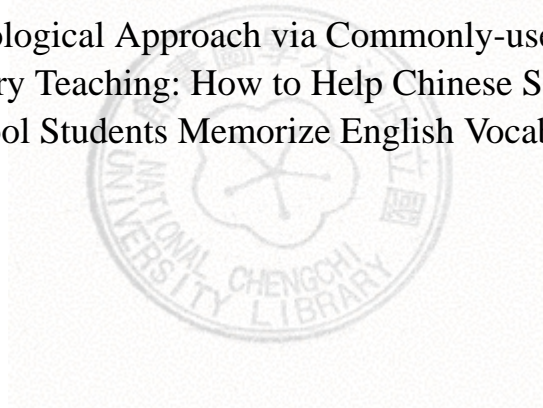 ological Approach via Commonly-use
ry Teaching: How to Help Chinese S
ol Students Memorize English Vocab
NATIONAL CHENGCHI UNIVERSITY LIBRARY